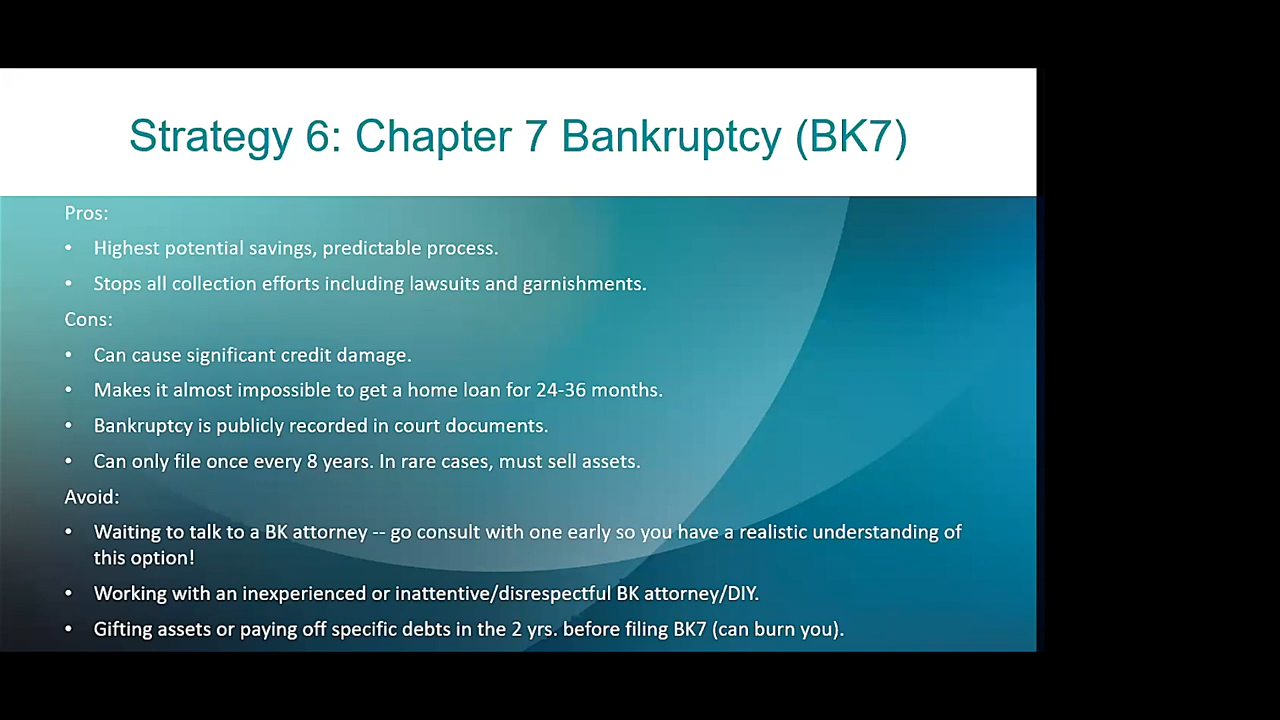 Strategy 6: Chapter 7 Bankruptcy (BK7)
Pros:
• Highest potential savings, predictable process.
• Stops all collection efforts including lawsuits and garnishments.
Cons:
• Can cause significant credit damage.
• Makes it almost impossible to get a home loan for 24-36 months.
• Bankruptcy is publicly recorded in court documents.
• Can only file once every 8 years. In rare cases, must sell assets.
Avoid:
• Waiting to talk to a BK attorney -- go consult with one early so you have a realistic understanding of
this option!
• Working with an inexperienced or inattentive/disrespectful BK attorney/DIY.
• Gifting assets or paying off specific debts in the 2 yrs. before filing BK7 (can burn you).